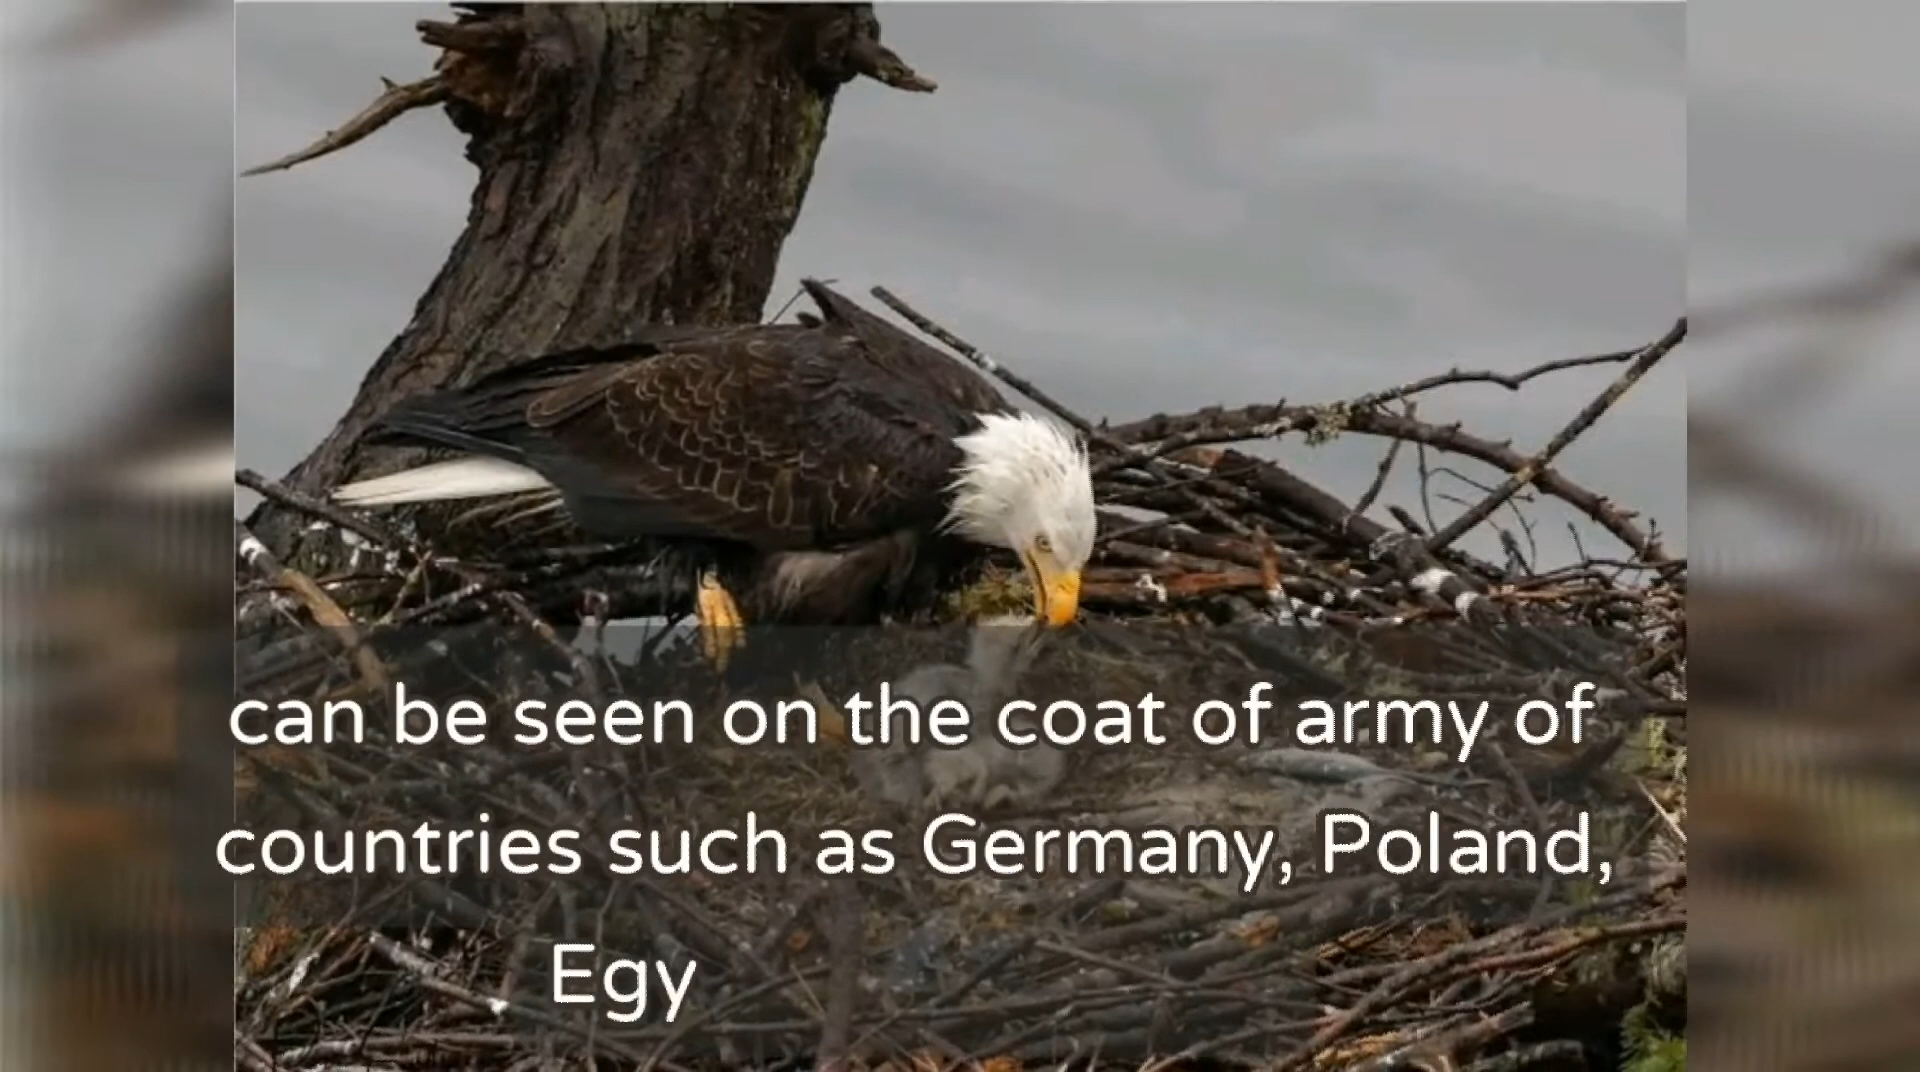 can be seen on the coat of army of
countries such as Germany, Poland,
Egy